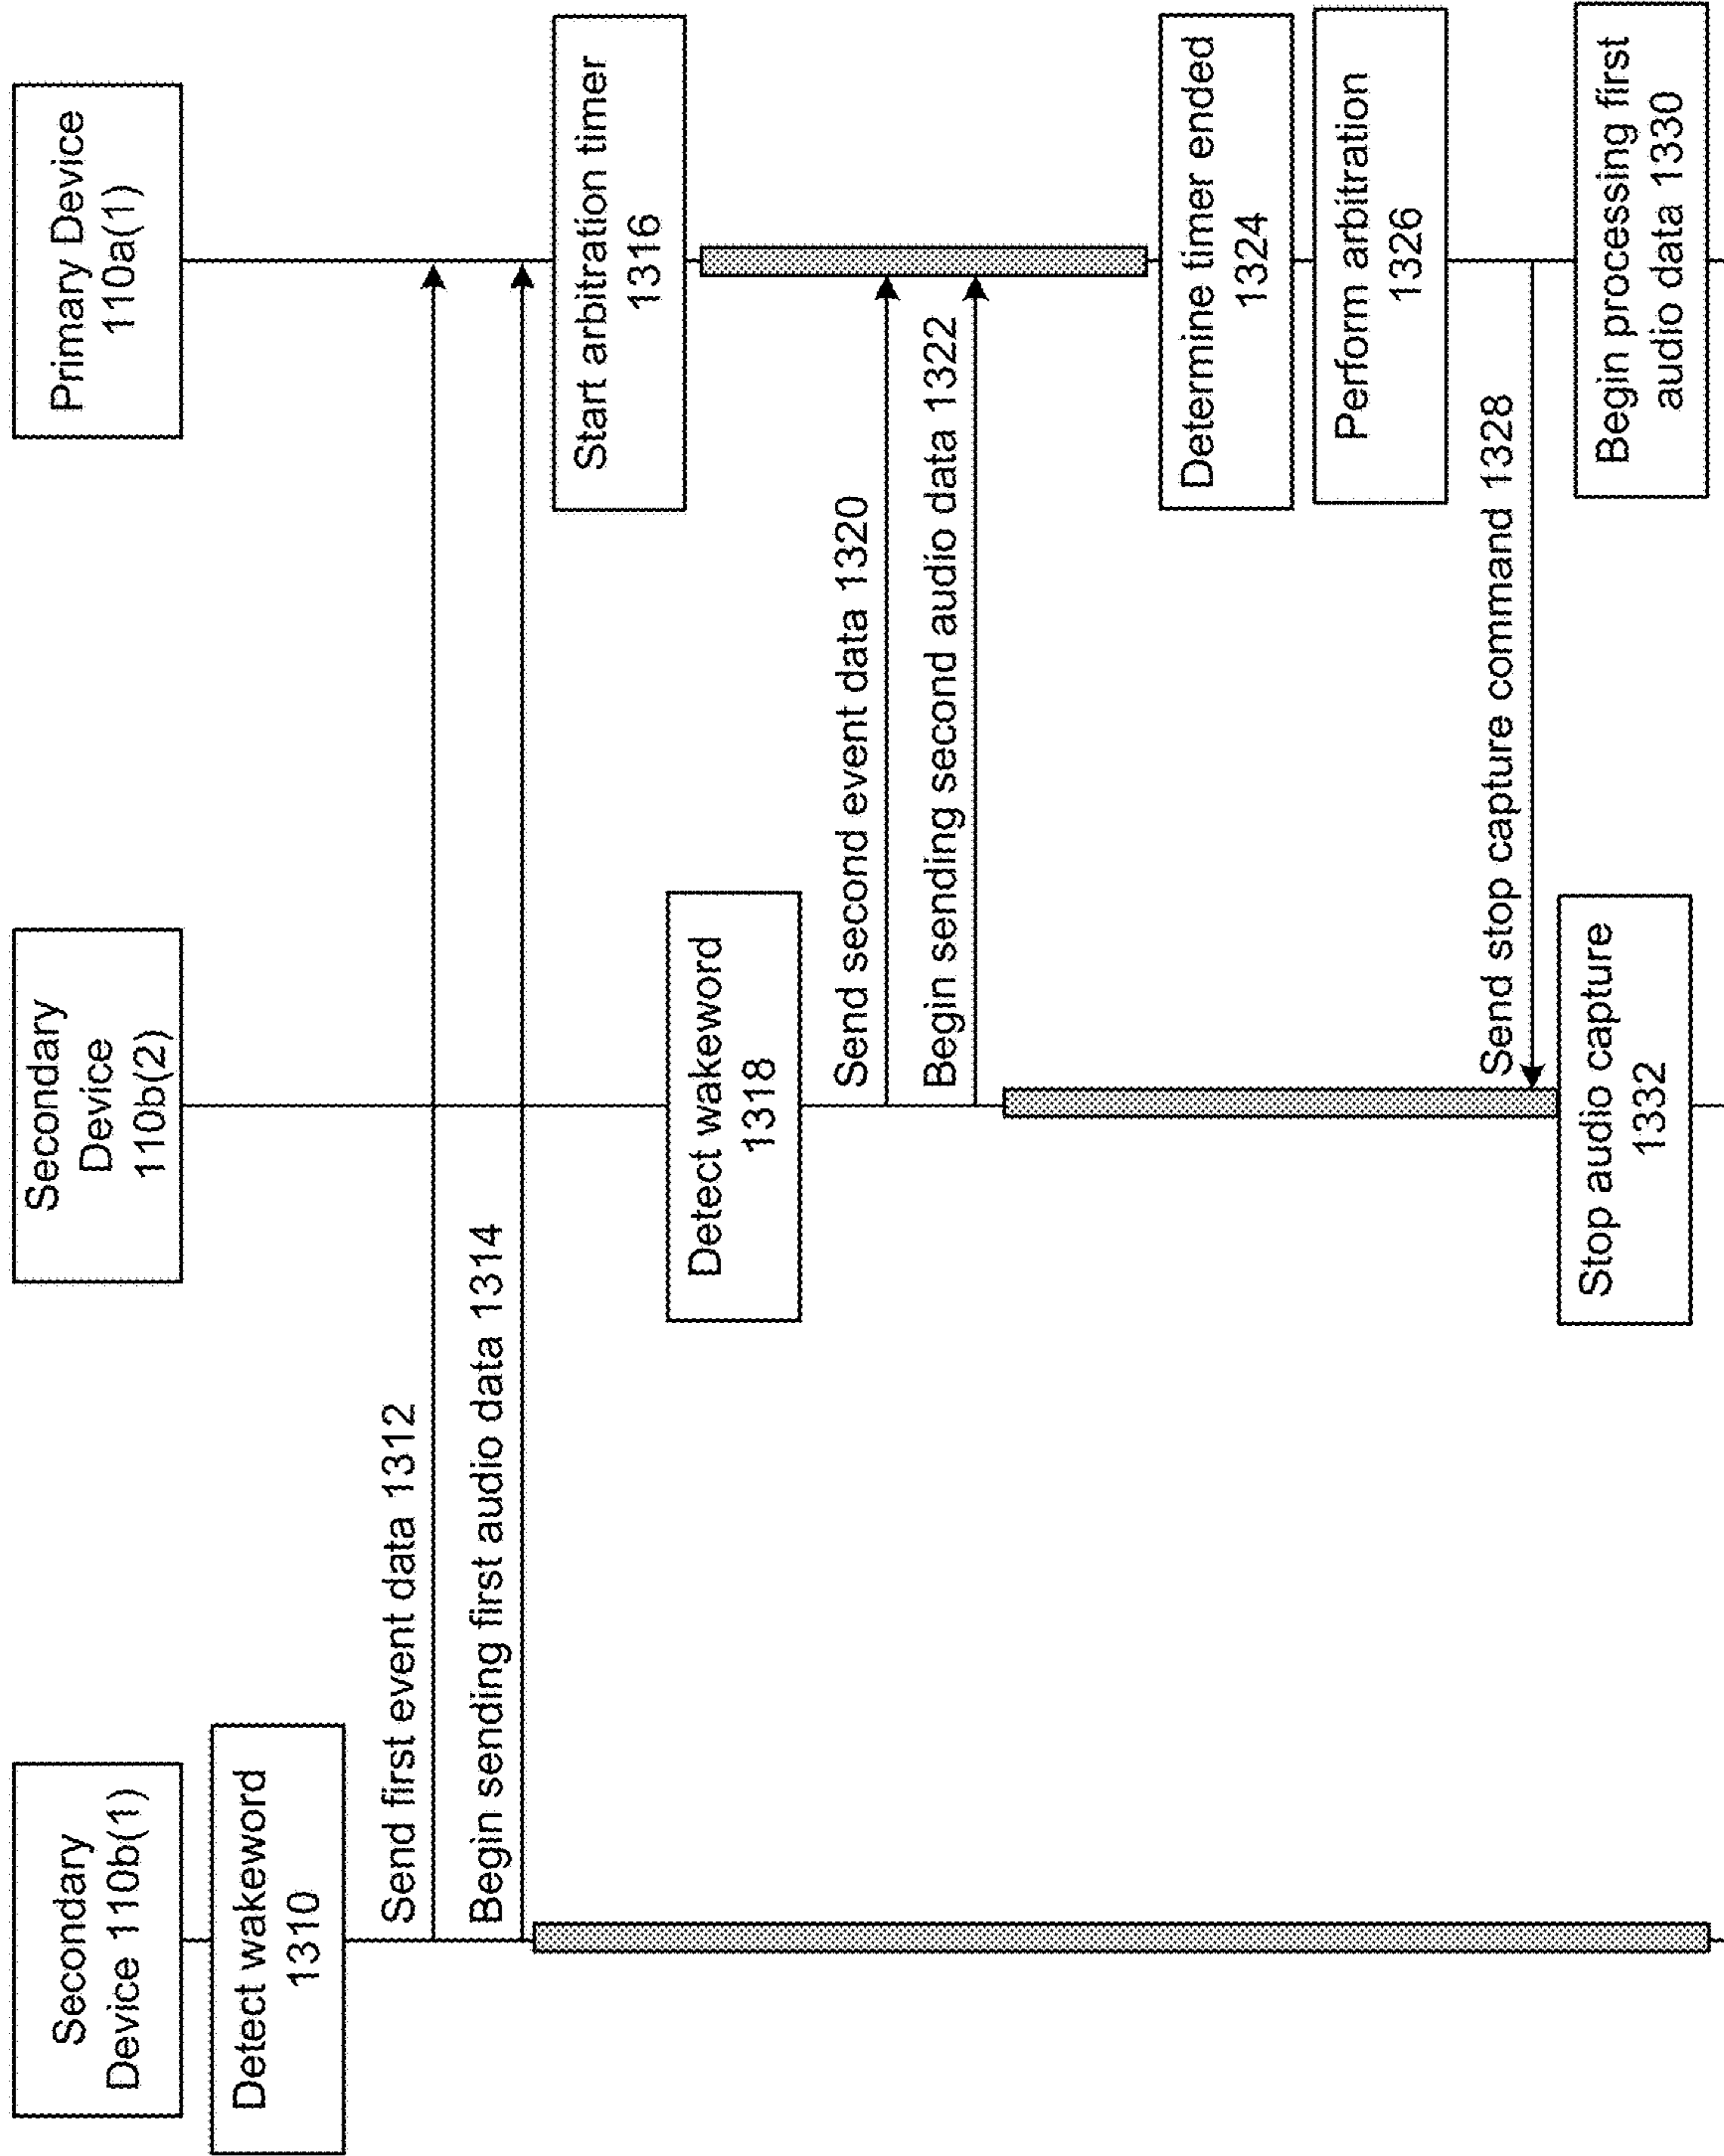 Secondary
Device 110b(1)
Secondary
Device
110b(2)
Primary Device
110a(1)
Detect wakeword
1310
Send first event data 1312
Begin sending first audio data 1314
Start arbitration timer
1316
Detect wakeword
1318
Send second event data 1320
Begin sending second audio data 1322
Determine timer ended
1324
Perform arbitration
1326
Send stop capture command 1328
Begin processing first
audio data 1330
Stop audio capture
1332